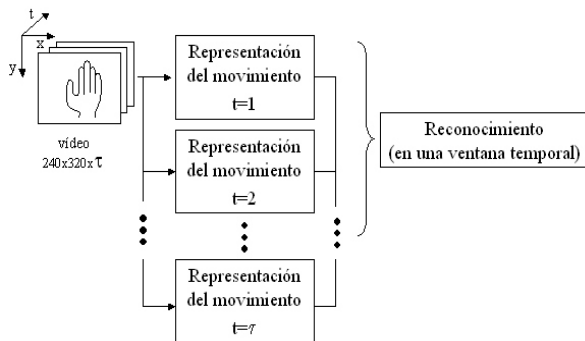 t
x
y
vídeo
240x320xτ
Representación
del movimiento
t=1
Representación
del movimiento
t=2
Representación
del movimiento
t=τ
Reconocimiento
(en una ventana temporal)